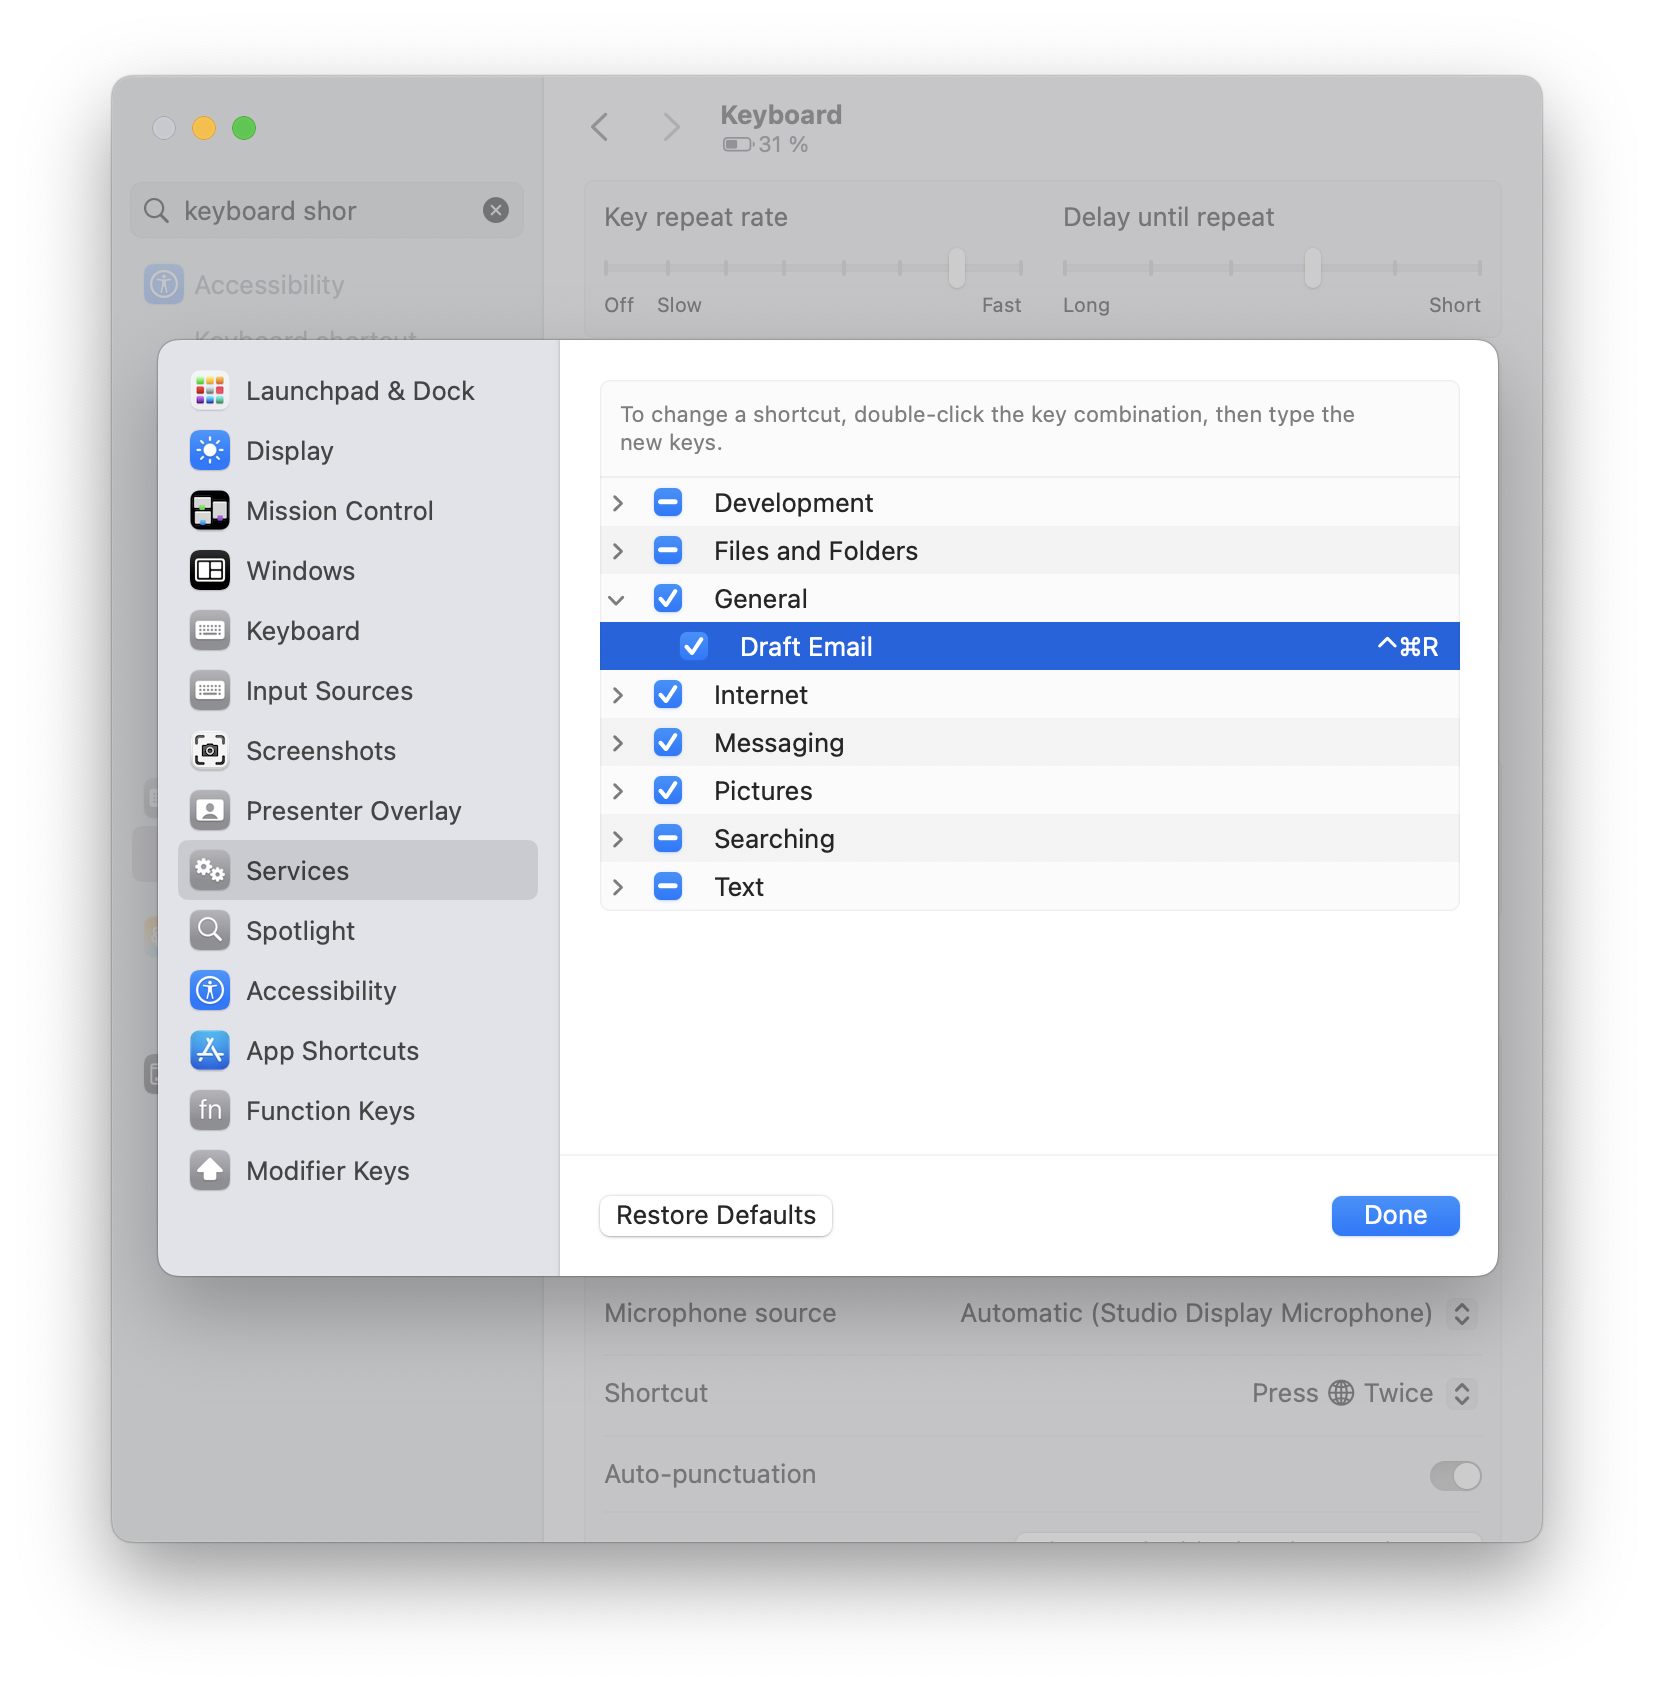 Keyboard
31 %
keyboard shor
Key repeat rate
Delay until repeat
Off Slow Fast
Long Short
Accessibility
Keyboard shortcut
Launchpad & Dock
Display
Mission Control
Windows
Keyboard
Input Sources
Screenshots
Presenter Overlay
Services
Spotlight
Accessibility
App Shortcuts
fn Function Keys
Modifier Keys
To change a shortcut, double-click the key combination, then type the
new keys.
Development
Files and Folders
General
Draft Email ^⌘R
Internet
Messaging
Pictures
Searching
Text
Restore Defaults
Done
Microphone source Automatic (Studio Display Microphone)
Shortcut Press 🌐 Twice
Auto-punctuation